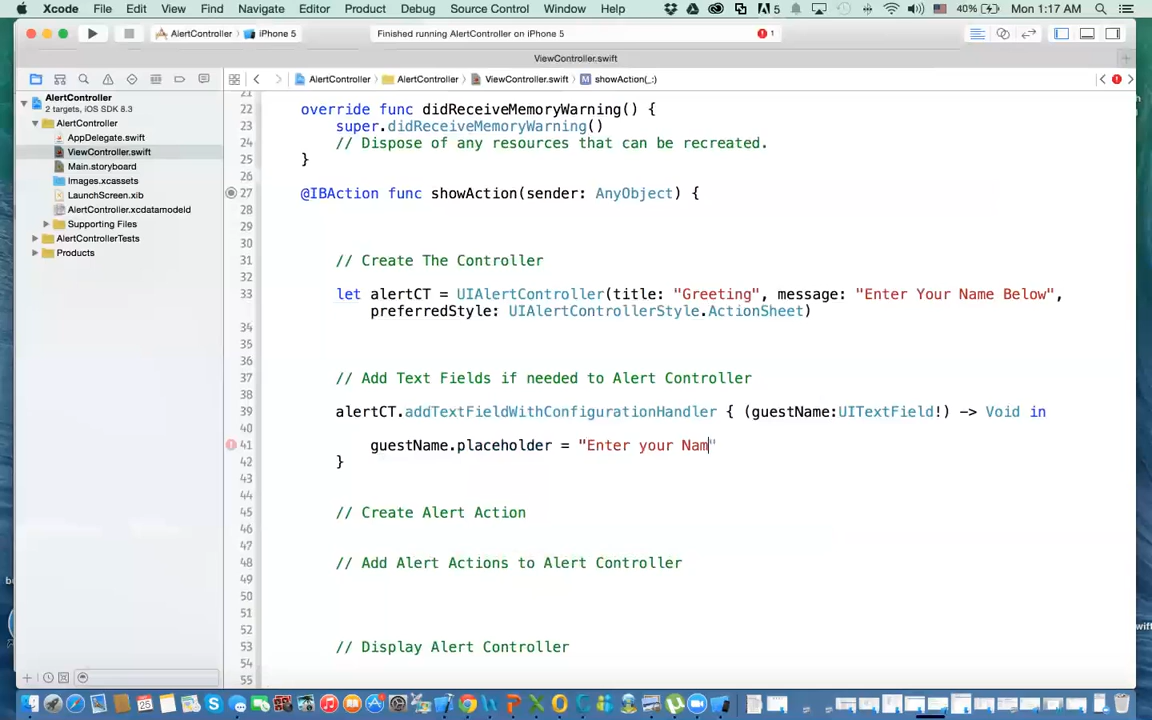 Xcode File Edit View Find Navigate Editor Product Debug Source Control Window Help 5 40% Mon 1:17 AM
AlertController iPhone 5 Finished running AlertController on iPhone 5 1
ViewController.swift
AlertController AlertController ViewController.swift M showAction(_:)
AlertController
2 targets, iOS SDK 8.3
AlertController
AppDelegate.swift
ViewController.swift
Main.storyboard
Images.xcassets
LaunchScreen.xib
AlertController.xcdatamodeld
Supporting Files
AlertControllerTests
Products
21
22 override func didReceiveMemoryWarning() {
23 super.didReceiveMemoryWarning()
24 // Dispose of any resources that can be recreated.
25 }
26
27 @IBAction func showAction(sender: AnyObject) {
28
29
30
31 // Create The Controller
32
33 let alertCT = UIAlertController(title: "Greeting", message: "Enter Your Name Below",
preferredStyle: UIAlertControllerStyle.ActionSheet)
34
35
36
37 // Add Text Fields if needed to Alert Controller
38
39 alertCT.addTextFieldWithConfigurationHandler { (guestName:UITextField!) -> Void in
40
41 guestName.placeholder = "Enter your Nam"
42 }
43
44
45 // Create Alert Action
46
47
48 // Add Alert Actions to Alert Controller
49
50
51
52
53 // Display Alert Controller
54
55